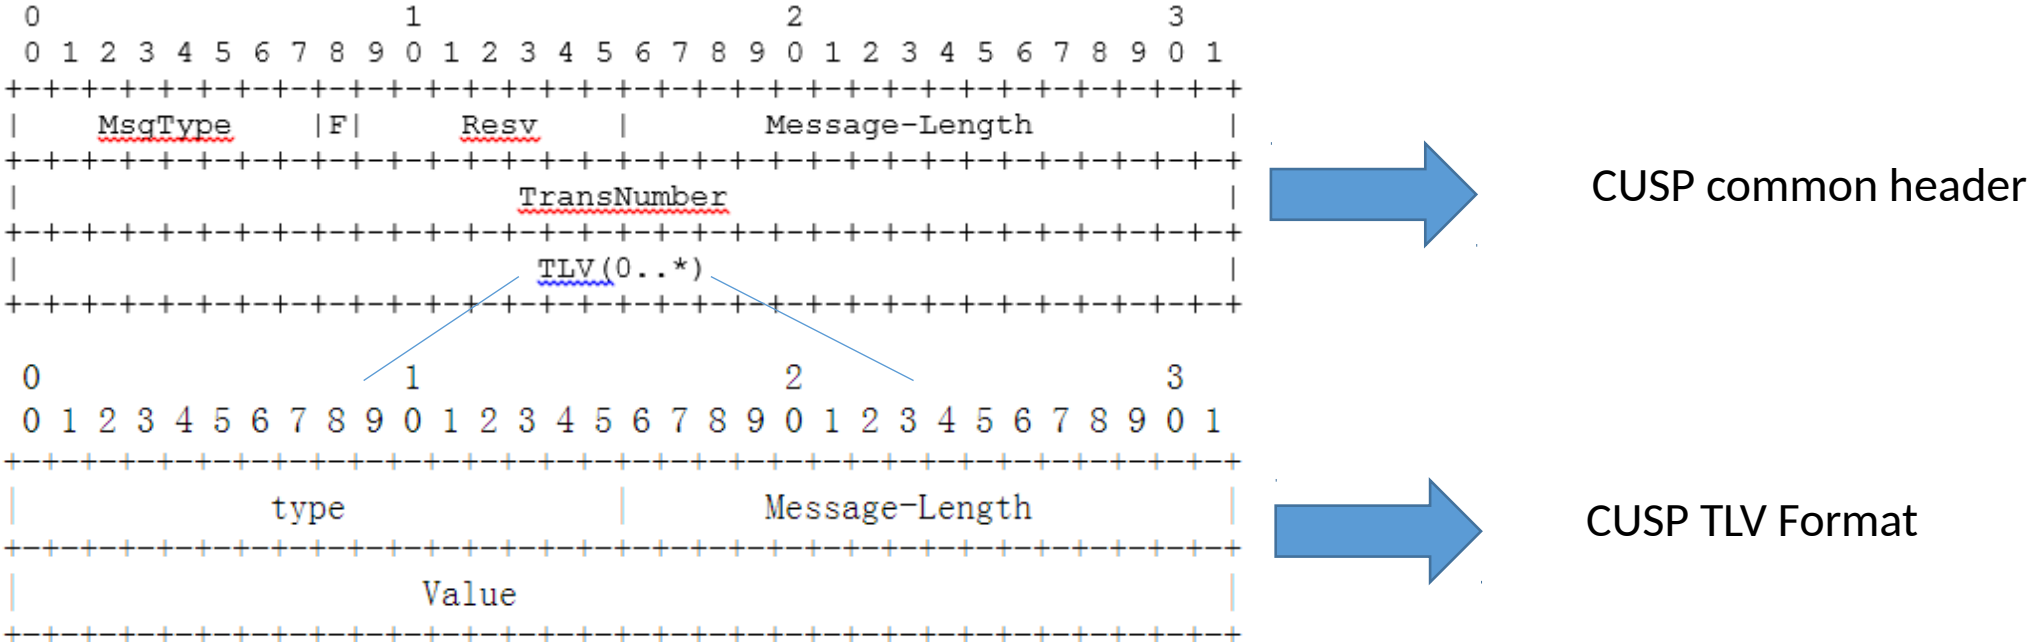 0 1 2 3
0 1 2 3 4 5 6 7 8 9 0 1 2 3 4 5 6 7 8 9 0 1 2 3 4 5 6 7 8 9 0 1
+-+-+-+-+-+-+-+-+-+-+-+-+-+-+-+-+-+-+-+-+-+-+-+-+-+-+-+-+-+-+-+-+
| MsgType |F| Resv | Message-Length |
+-+-+-+-+-+-+-+-+-+-+-+-+-+-+-+-+-+-+-+-+-+-+-+-+-+-+-+-+-+-+-+-+
| TransNumber |
+-+-+-+-+-+-+-+-+-+-+-+-+-+-+-+-+-+-+-+-+-+-+-+-+-+-+-+-+-+-+-+-+
| TLV(0..*) |
+-+-+-+-+-+-+-+-+-+-+-+-+-+-+-+-+-+-+-+-+-+-+-+-+-+-+-+-+-+-+-+-+
CUSP common header
0 1 2 3
0 1 2 3 4 5 6 7 8 9 0 1 2 3 4 5 6 7 8 9 0 1 2 3 4 5 6 7 8 9 0 1
+-+-+-+-+-+-+-+-+-+-+-+-+-+-+-+-+-+-+-+-+-+-+-+-+-+-+-+-+-+-+-+-+
| type | Message-Length |
+-+-+-+-+-+-+-+-+-+-+-+-+-+-+-+-+-+-+-+-+-+-+-+-+-+-+-+-+-+-+-+-+
| Value |
+-+-+-+-+-+-+-+-+-+-+-+-+-+-+-+-+-+-+-+-+-+-+-+-+-+-+-+-+-+-+-+-+
CUSP TLV Format